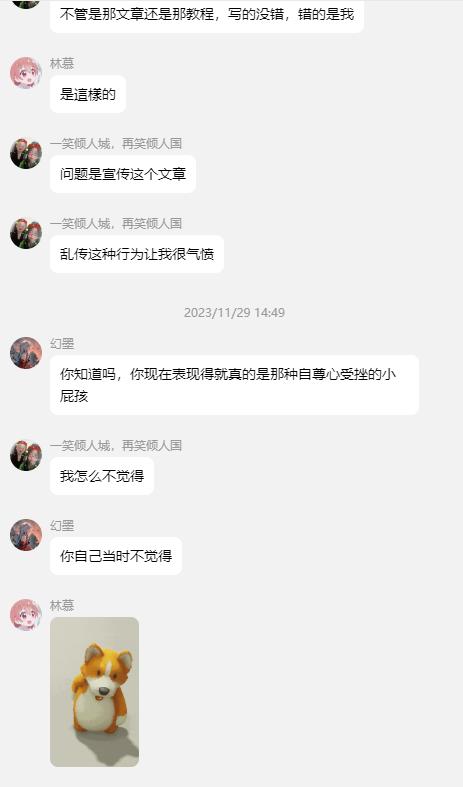 不管是那文章还是那教程，写的没错，错的是我
林慕
是這樣的
一笑倾人城，再笑倾人国
问题是宣传这个文章
一笑倾人城，再笑倾人国
乱传这种行为让我很气愤
2023/11/29 14:49
幻墨
你知道吗，你现在表现得就真的是那种自尊心受挫的小
屁孩
一笑倾人城，再笑倾人国
我怎么不觉得
幻墨
你自己当时不觉得
林慕